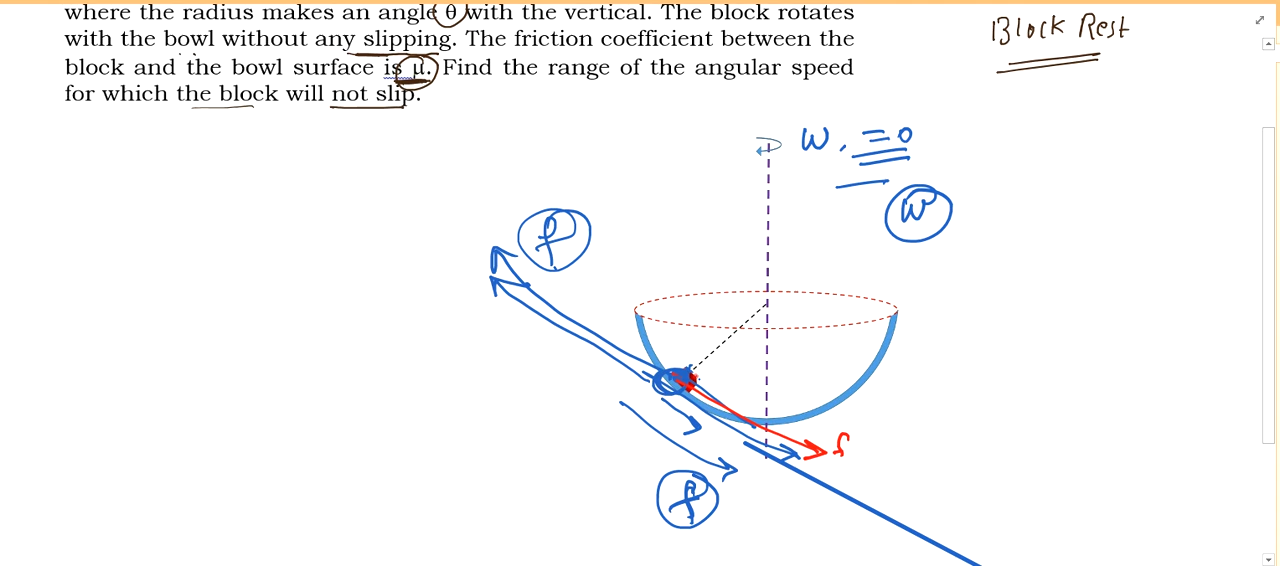 where the radius makes an angle θ with the vertical. The block rotates
with the bowl without any slipping. The friction coefficient between the
block and the bowl surface is μ. Find the range of the angular speed
for which the block will not slip.
Block Rest
ω. = 0
ω
f
f
f